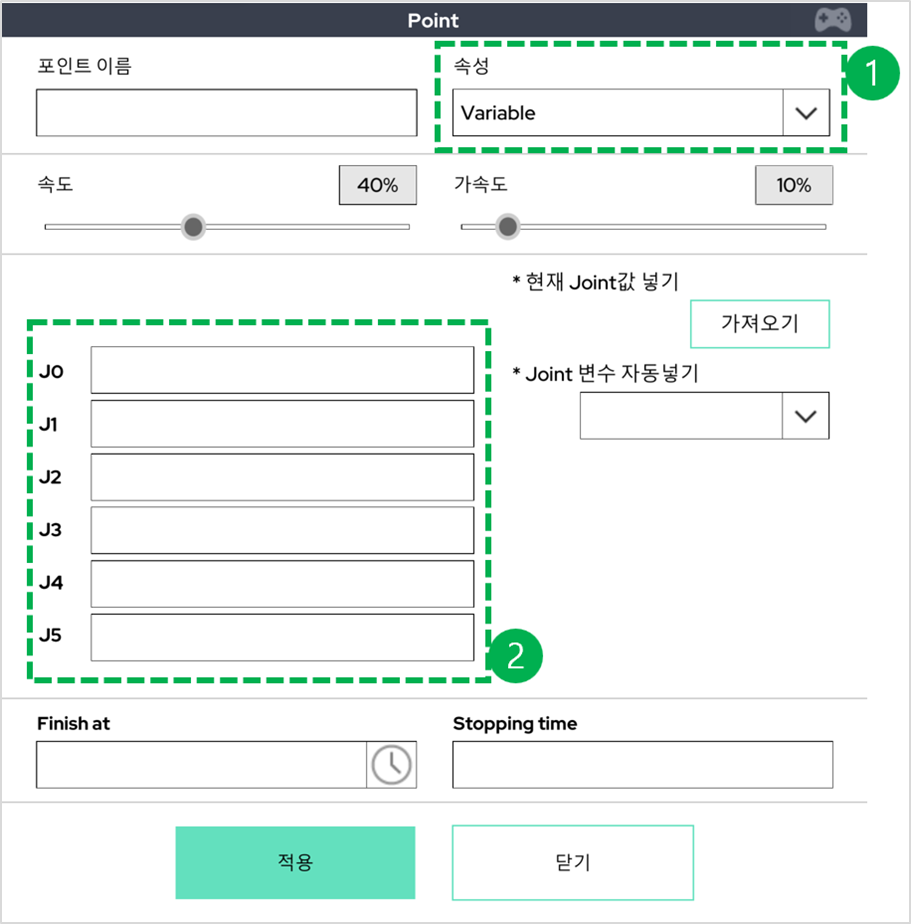 Point
포인트 이름
속성
1
Variable
속도
40%
가속도
10%
* 현재 Joint값 넣기
가져오기
* Joint 변수 자동넣기
J0
J1
J2
J3
J4
J5
2
Finish at
Stopping time
적용
닫기